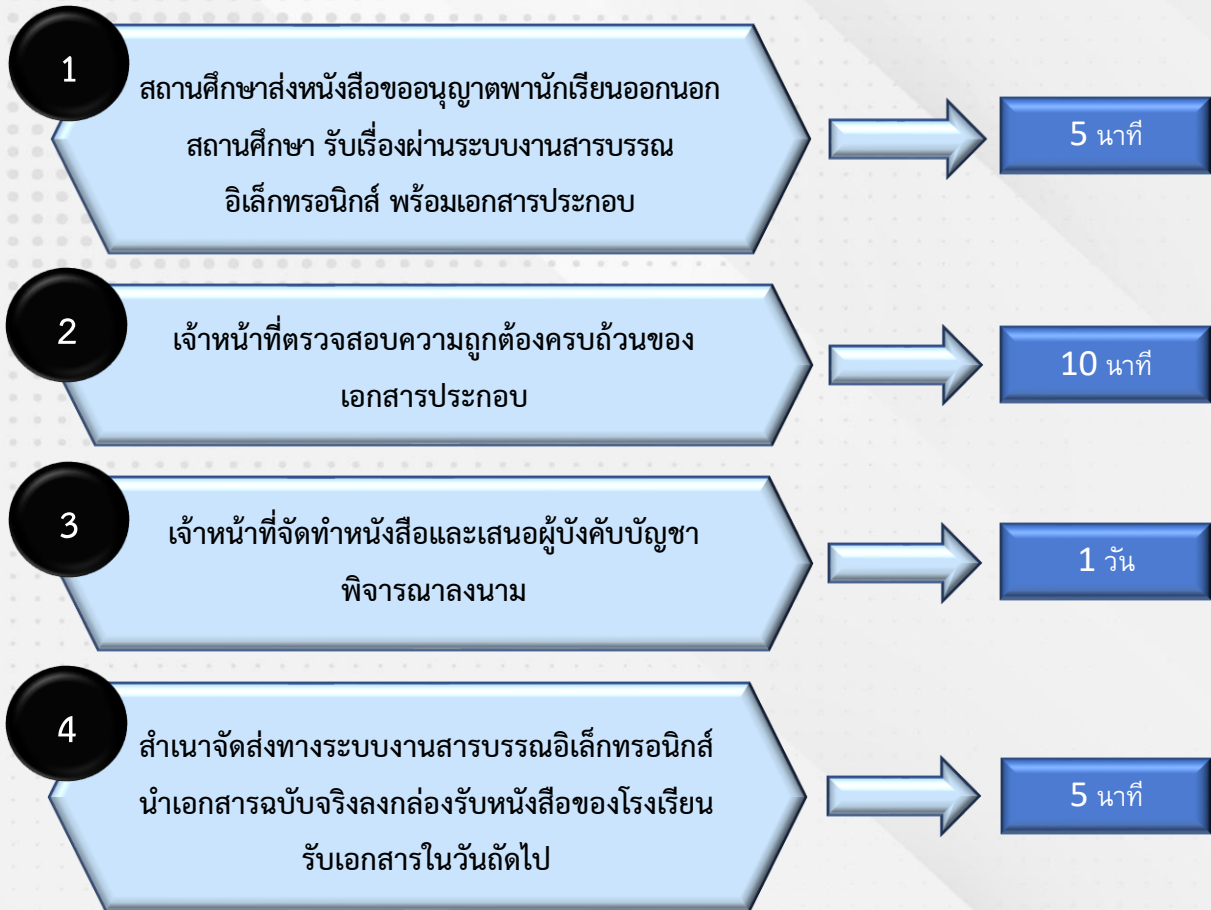 1
สถานศึกษาส่งหนังสือขออนุญาตพานักเรียนออกนอก
สถานศึกษา รับเรื่องผ่านระบบงานสารบรรณ
อิเล็กทรอนิกส์ พร้อมเอกสารประกอบ
5 นาที
2
เจ้าหน้าที่ตรวจสอบความถูกต้องครบถ้วนของ
เอกสารประกอบ
10 นาที
3
เจ้าหน้าที่จัดทำหนังสือและเสนอผู้บังคับบัญชา
พิจารณาลงนาม
1 วัน
4
สำเนาจัดส่งทางระบบงานสารบรรณอิเล็กทรอนิกส์
นำเอกสารฉบับจริงลงกล่องรับหนังสือของโรงเรียน
รับเอกสารในวันถัดไป
5 นาที